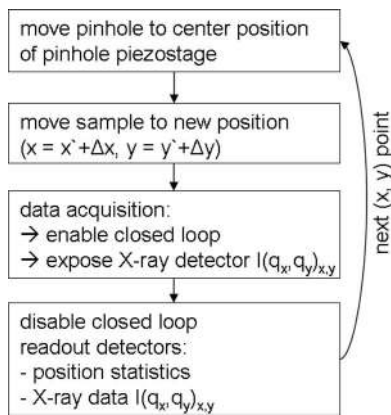 move pinhole to center position
of pinhole piezostage
move sample to new position
(x = x`+Δx, y = y`+Δy)
data acquisition:
→ enable closed loop
→ expose X-ray detector I(qx,qy)x,y
disable closed loop
readout detectors:
- position statistics
- X-ray data I(qx,qy)x,y
next (x, y) point